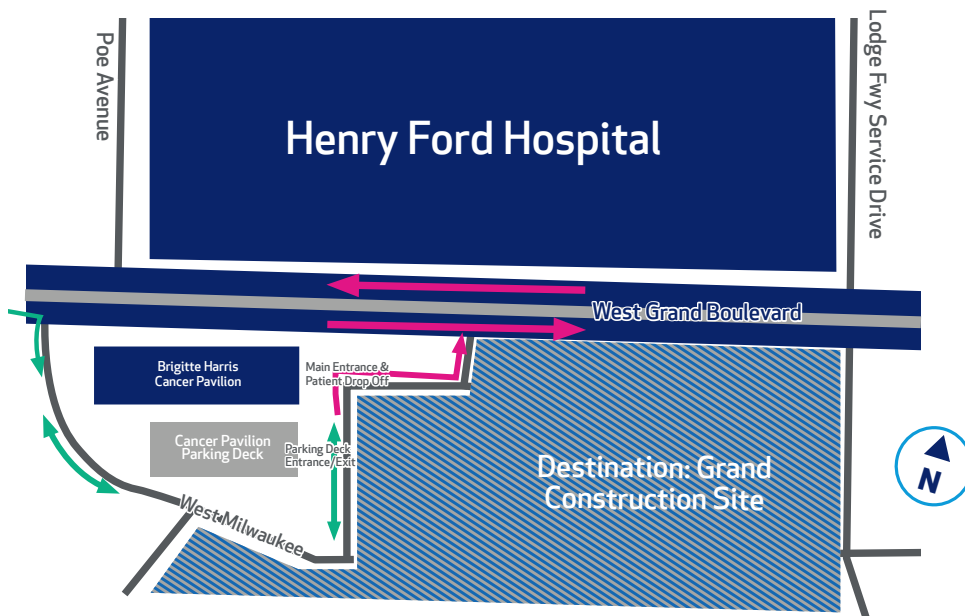 Poe Avenue
Henry Ford Hospital
Lodge Fwy Service Drive
West Grand Boulevard
Brigitte Harris
Cancer Pavilion
Main Entrance &
Patient Drop Off
Cancer Pavilion
Parking Deck
Parking Deck
Entrance/Exit
Destination: Grand
Construction Site
N
West Milwaukee